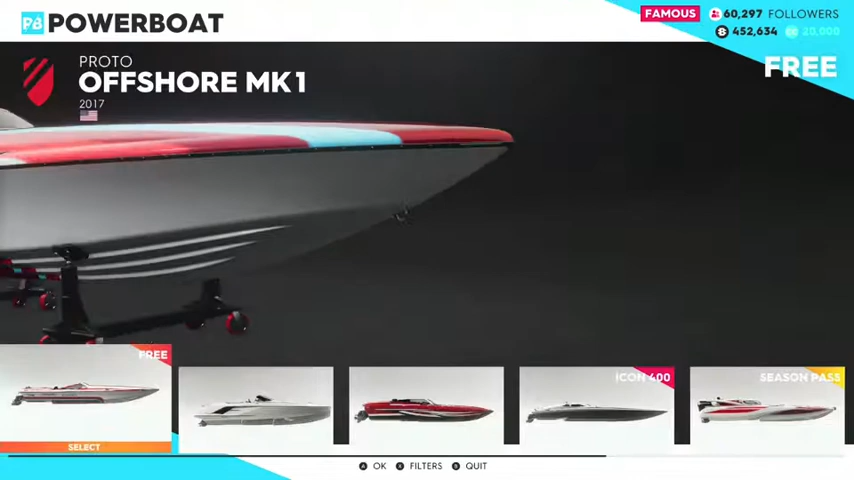 PB POWERBOAT
FAMOUS 60,297 FOLLOWERS
452,634 20,000
FREE
PROTO
OFFSHORE MK1
2017
FREE
ICON 400
SEASON PASS
SELECT
A OK X FILTERS B QUIT